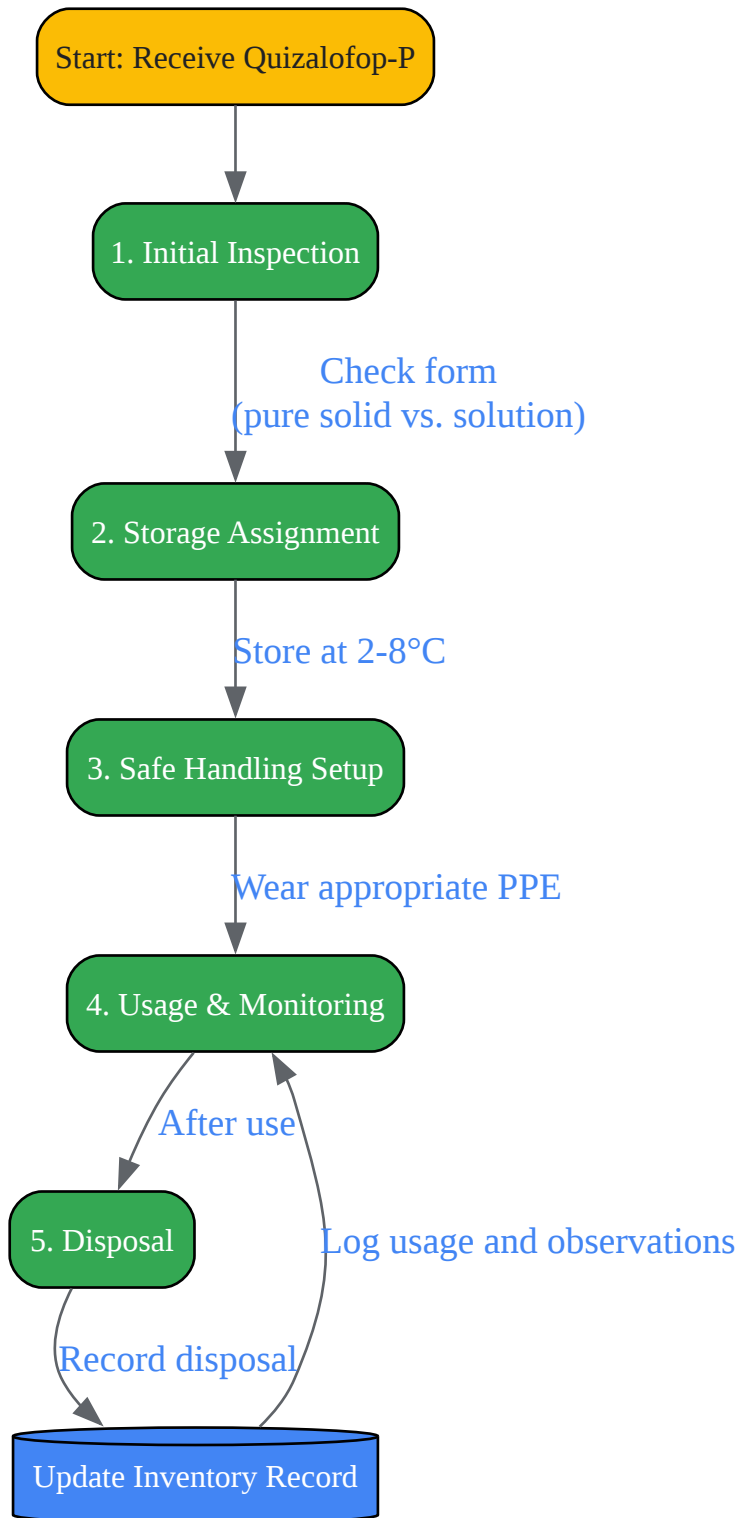 Start: Receive Quizalofop-P
1. Initial Inspection
Check form
(pure solid vs. solution)
2. Storage Assignment
Store at 2-8°C
3. Safe Handling Setup
Wear appropriate PPE
4. Usage & Monitoring
After use
5. Disposal
Log usage and observations
Record disposal
Update Inventory Record